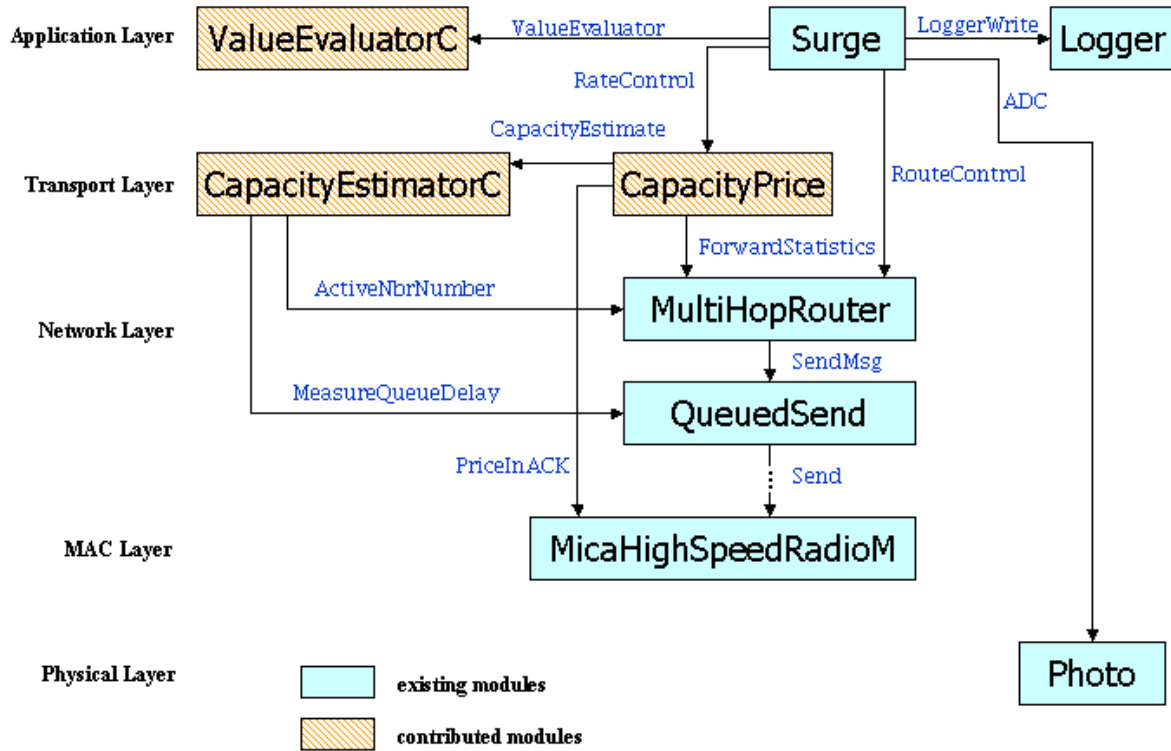 Application Layer
ValueEvaluatorC
ValueEvaluator
Surge
LoggerWrite
Logger
RateControl
ADC
CapacityEstimate
Transport Layer
CapacityEstimatorC
CapacityPrice
RouteControl
ForwardStatistics
ActiveNbrNumber
MultiHopRouter
Network Layer
SendMsg
MeasureQueueDelay
QueuedSend
PriceInACK
Send
MAC Layer
MicaHighSpeedRadioM
Physical Layer
existing modules
Photo
contributed modules